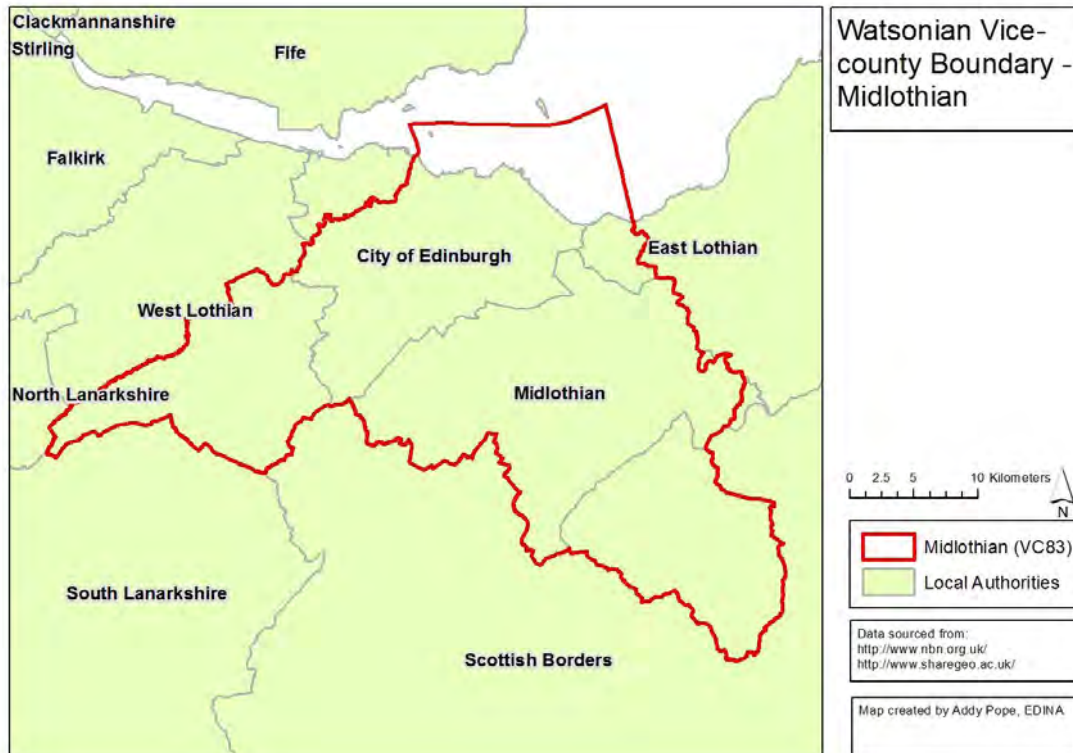 Clackmannanshire
Stirling
Fife
Falkirk
City of Edinburgh
East Lothian
West Lothian
North Lanarkshire
Midlothian
South Lanarkshire
Scottish Borders
Watsonian Vice-
county Boundary -
Midlothian
0 2.5 5 10 Kilometers
N
Midlothian (VC83)
Local Authorities
Data sourced from:
http://www.nbn.org.uk/
http://www.sharegeo.ac.uk/
Map created by Addy Pope, EDINA